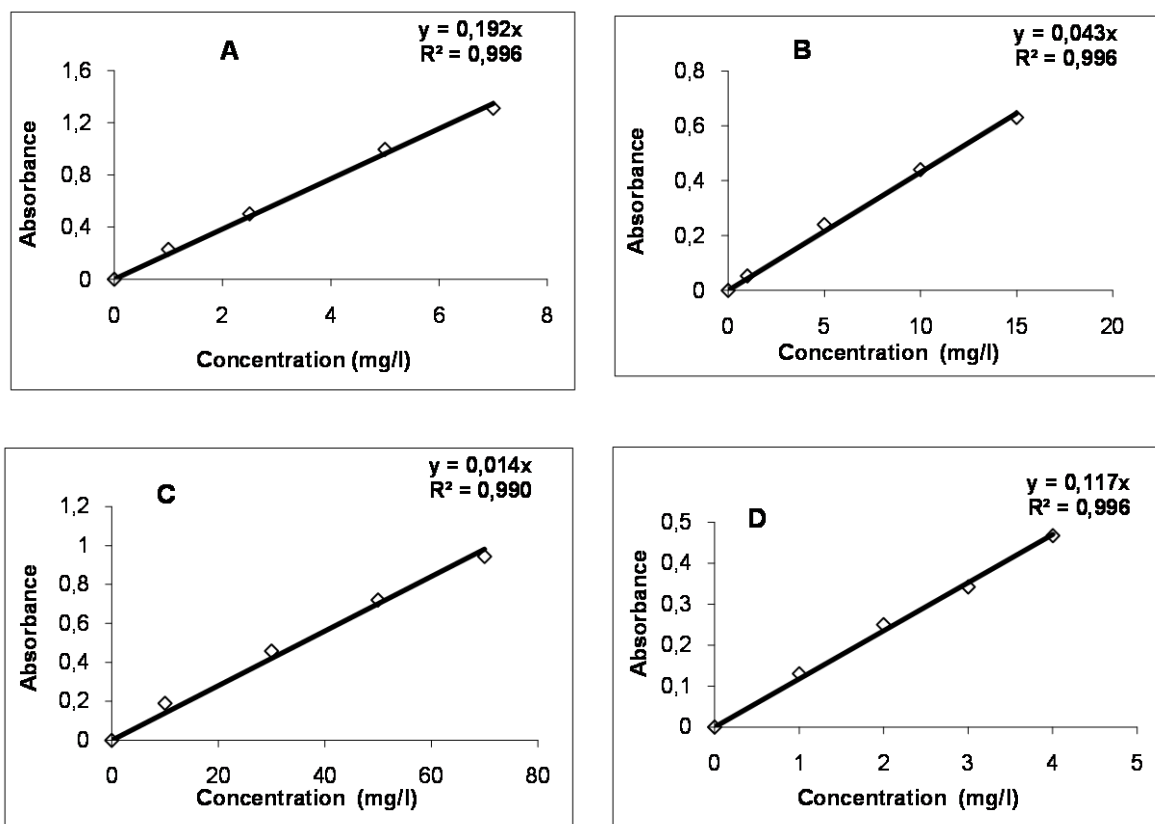 A
y = 0,192x
R² = 0,996
1,6
1,2
0,8
0,4
0
0 2 4 6 8
Absorbance
Concentration (mg/l)
B
y = 0,043x
R² = 0,996
0,8
0,6
0,4
0,2
0
0 5 10 15 20
Absorbance
Concentration (mg/l)
C
y = 0,014x
R² = 0,990
1,2
1
0,8
0,6
0,4
0,2
0
0 20 40 60 80
Absorbance
Concentration (mg/l)
D
y = 0,117x
R² = 0,996
0,5
0,4
0,3
0,2
0,1
0
0 1 2 3 4 5
Absorbance
Concentration (mg/l)